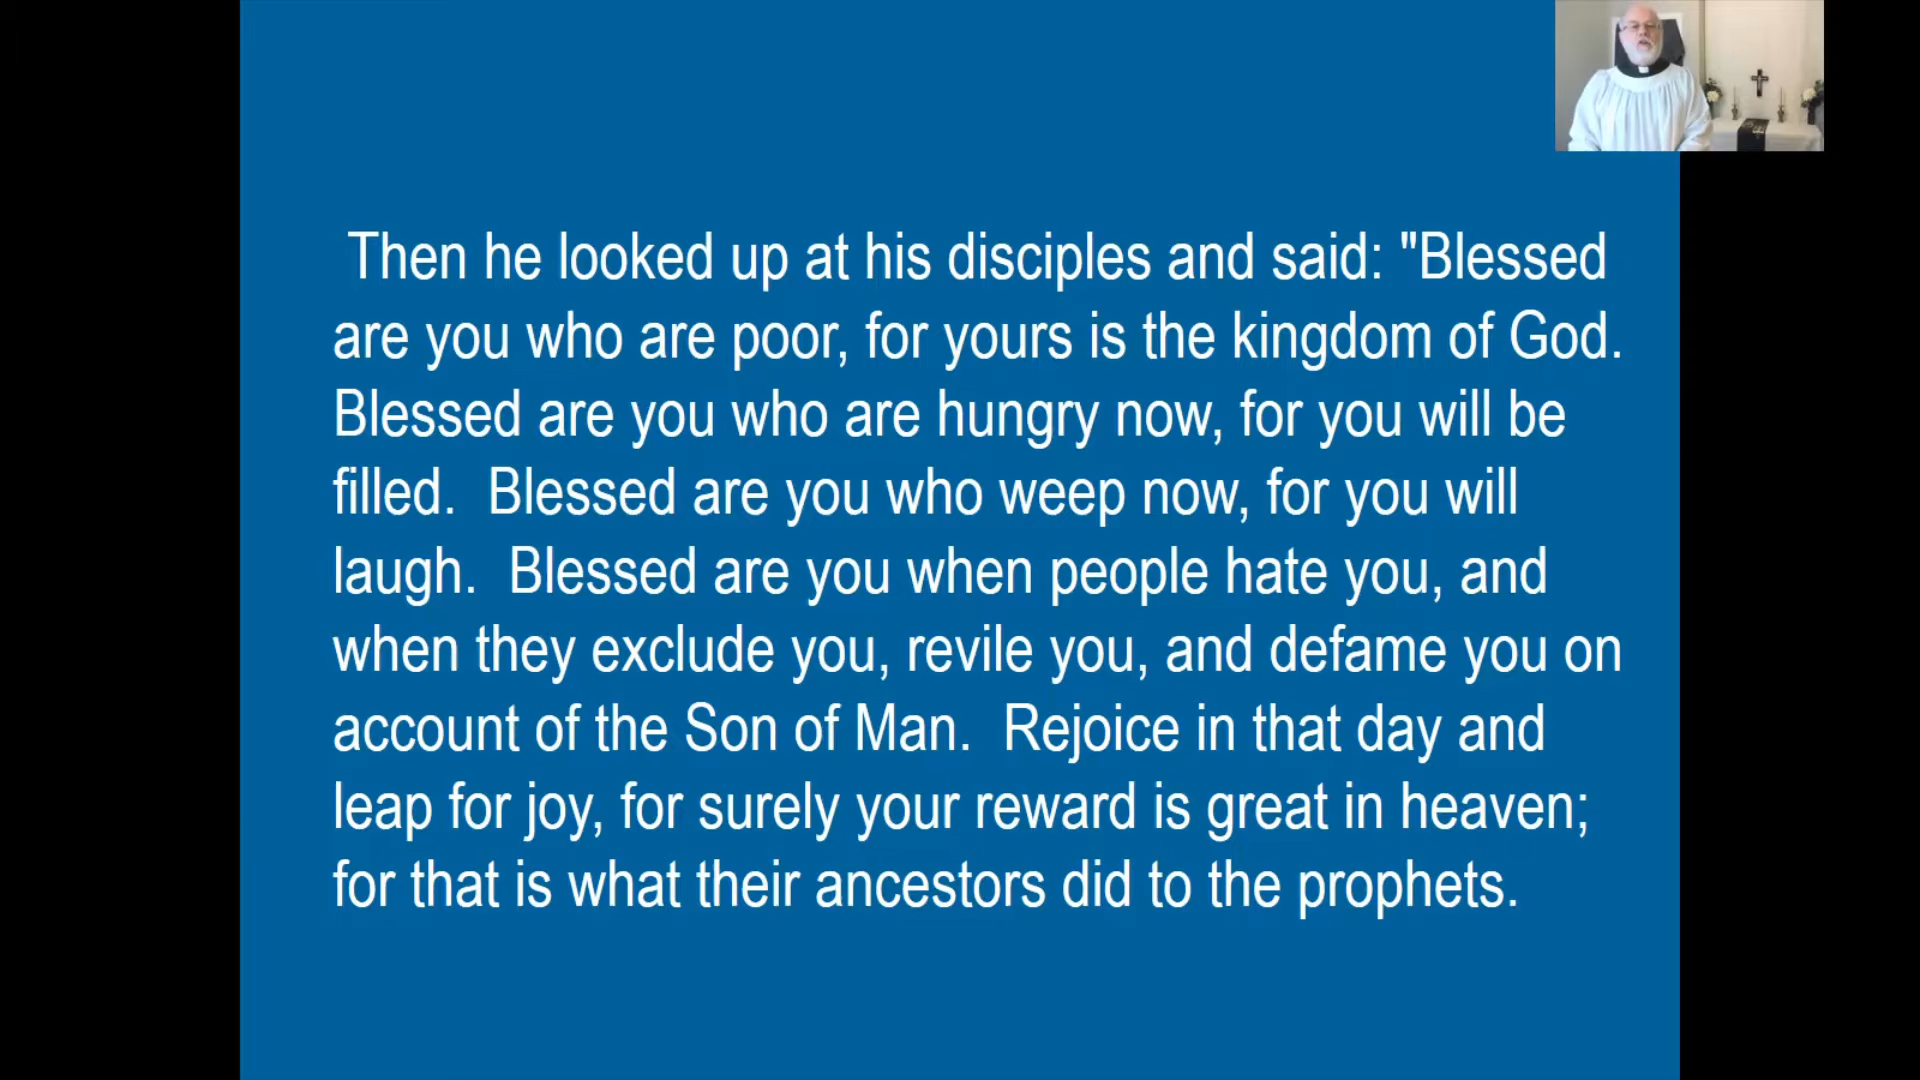 Then he looked up at his disciples and said: "Blessed
are you who are poor, for yours is the kingdom of God.
Blessed are you who are hungry now, for you will be
filled.  Blessed are you who weep now, for you will
laugh.  Blessed are you when people hate you, and
when they exclude you, revile you, and defame you on
account of the Son of Man.  Rejoice in that day and
leap for joy, for surely your reward is great in heaven;
for that is what their ancestors did to the prophets.